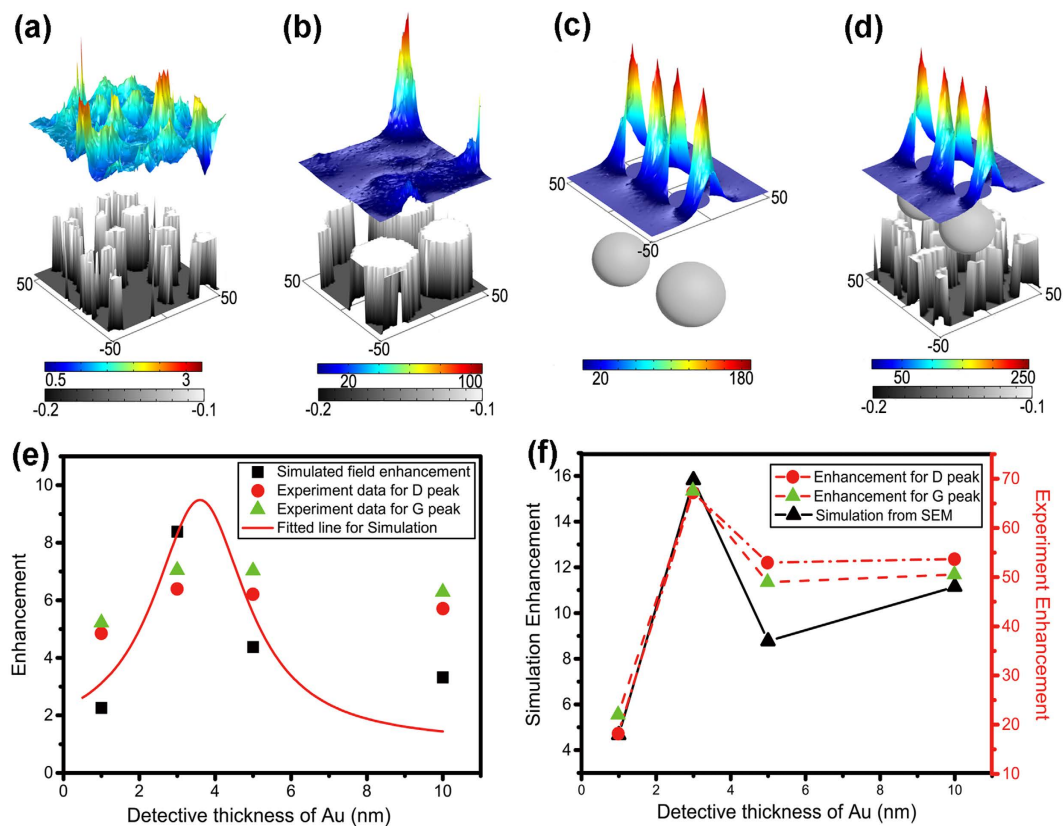 (a)
(b)
(c)
(d)
50
-50
50
0.5
3
-0.2
-0.1
50
-50
50
20
100
-0.2
-0.1
50
-50
50
20
180
50
-50
50
50
250
-0.2
-0.1
(e)
Simulated field enhancement
Experiment data for D peak
Experiment data for G peak
Fitted line for Simulation
Enhancement
10
8
6
4
2
0
0 2 4 6 8 10
Detective thickness of Au (nm)
(f)
Enhancement for D peak
Enhancement for G peak
Simulation from SEM
Simulation Enhancement
16
14
12
10
8
6
4
Experiment Enhancement
70
60
50
40
30
20
10
0 2 4 6 8 10
Detective thickness of Au (nm)